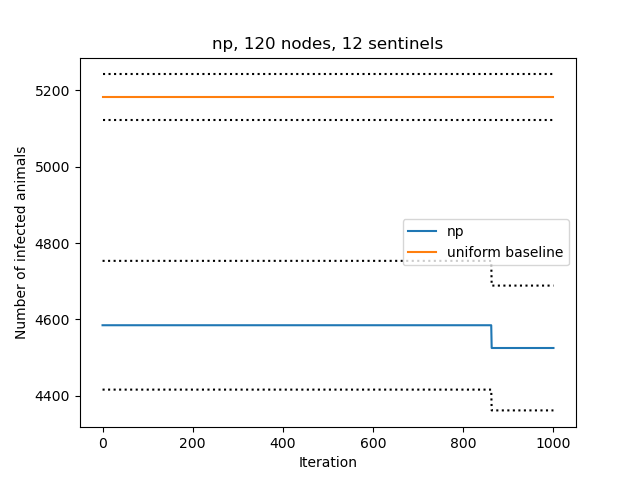 np, 120 nodes, 12 sentinels
5200
5000
4800
4600
4400
Number of infected animals
np
uniform baseline
0
200
400
600
800
1000
Iteration